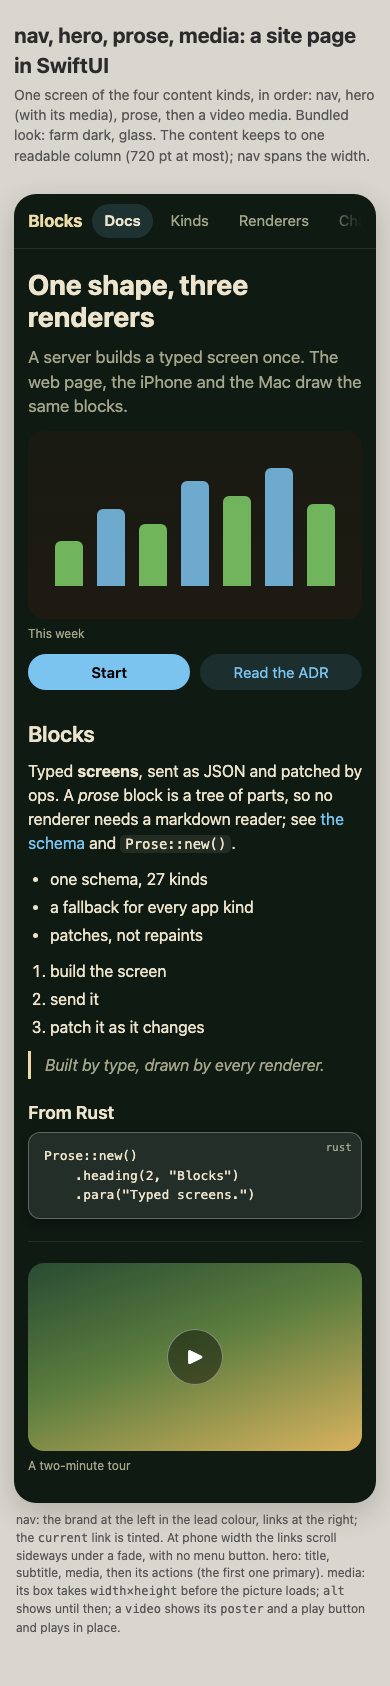 nav, hero, prose, media: a site page
in SwiftUI
One screen of the four content kinds, in order: nav, hero
(with its media), prose, then a video media. Bundled
look: farm dark, glass. The content keeps to one
readable column (720 pt at most); nav spans the width.
Blocks Docs Kinds Renderers Ch
One shape, three
renderers
A server builds a typed screen once. The
web page, the iPhone and the Mac draw the
same blocks.
This week
Start Read the ADR
Blocks
Typed screens, sent as JSON and patched by
ops. A prose block is a tree of parts, so no
renderer needs a markdown reader; see the
schema and Prose::new().
• one schema, 27 kinds
• a fallback for every app kind
• patches, not repaints
1. build the screen
2. send it
3. patch it as it changes
Built by type, drawn by every renderer.
From Rust
rust
Prose::new()
.heading(2, "Blocks")
.para("Typed screens.")
A two-minute tour
nav: the brand at the left in the lead colour, links at the right;
the current link is tinted. At phone width the links scroll
sideways under a fade, with no menu button. hero: title,
subtitle, media, then its actions (the first one primary). media:
its box takes width×height before the picture loads; alt
shows until then; a video shows its poster and a play button
and plays in place.